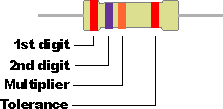 1st digit
2nd digit
Multiplier
Tolerance